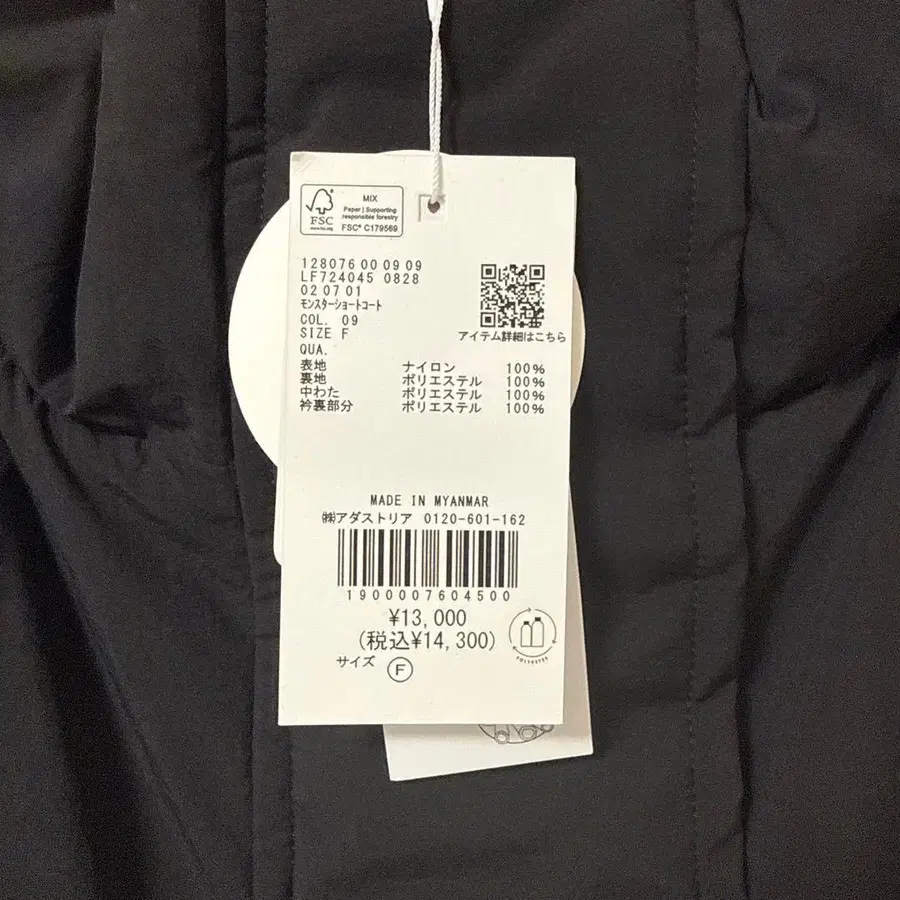 MIX
Paper | Supporting
responsible forestry
FSC® C179569
FSC
www.fsc.org
128076 00 09 09
LF724045 0828
02 07 01
モンスターショートコート
COL. 09
SIZE F
アイテム詳細はこちら
QUA.
表地 ナイロン 100%
裏地 ポリエステル 100%
中わた ポリエステル 100%
衿裏部分 ポリエステル 100%
MADE IN MYANMAR
㈱アダストリア 0120-601-162
1900007604500
¥13,000
(税込¥14,300)
サイズ F
POLYESTER